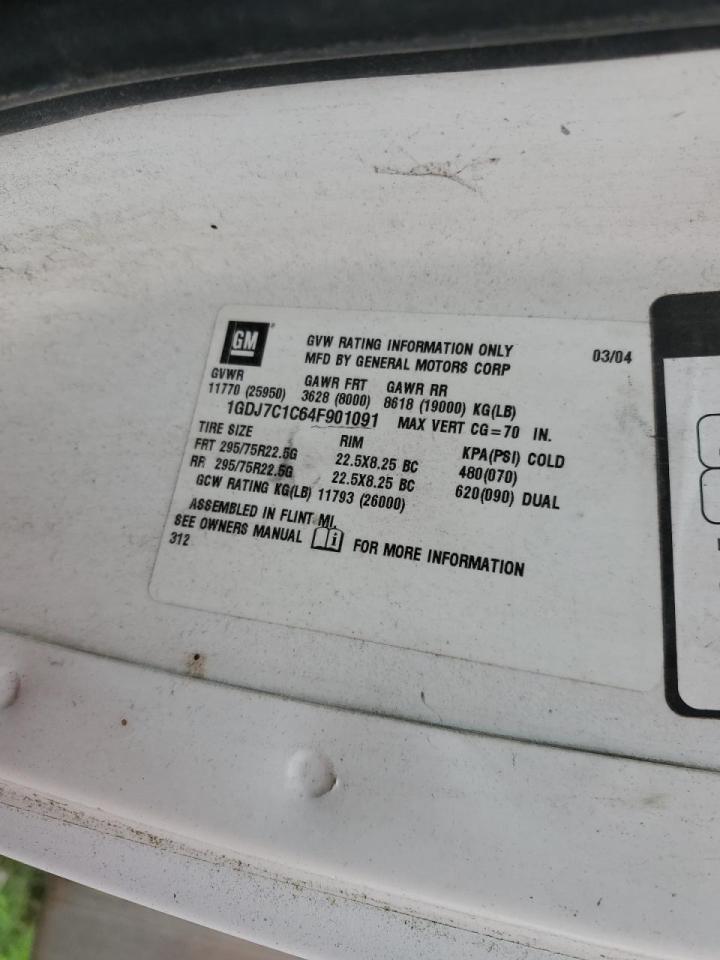 GM
GVW RATING INFORMATION ONLY
MFD BY GENERAL MOTORS CORP
03/04
GVWR GAWR FRT GAWR RR
11770 (25950) 3628 (8000) 8618 (19000) KG(LB)
1GDJ7C1C64F901091 MAX VERT CG=70 IN.
TIRE SIZE RIM KPA(PSI) COLD
FRT 295/75R22.5G 22.5X8.25 BC 480(070)
RR 295/75R22.5G 22.5X8.25 BC 620(090) DUAL
GCW RATING KG(LB) 11793 (26000)
ASSEMBLED IN FLINT MI.
SEE OWNERS MANUAL i FOR MORE INFORMATION
312